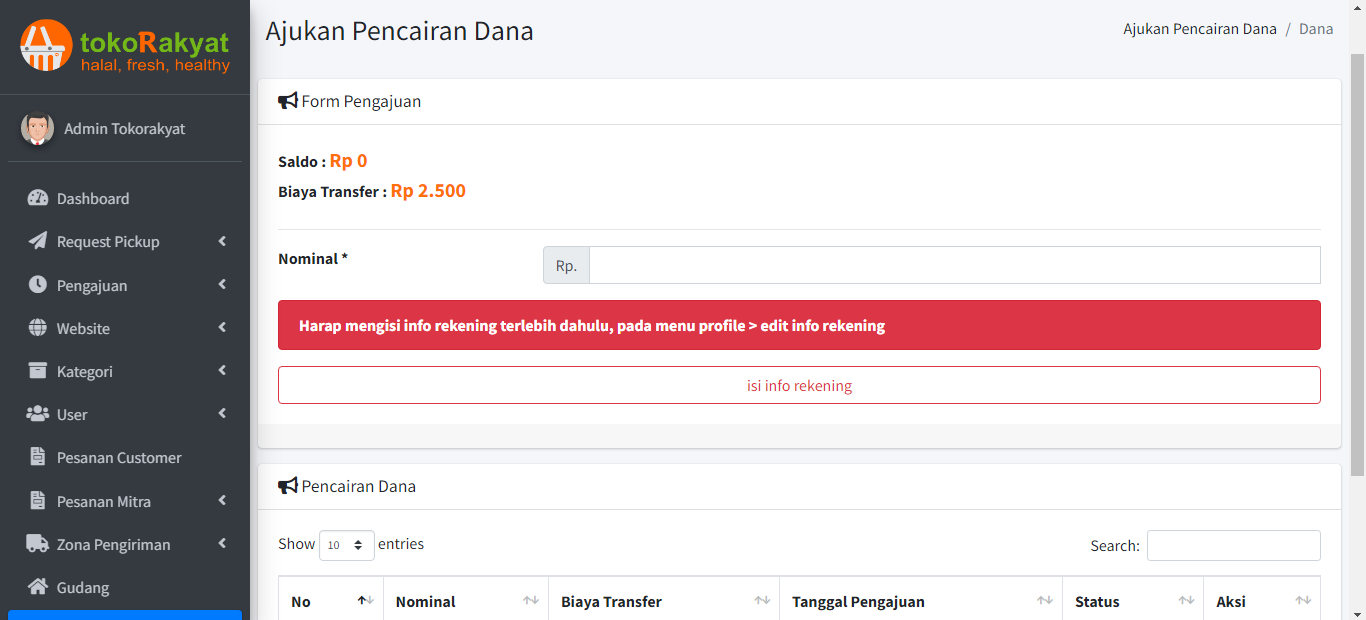 tokoRakyat
halal, fresh, healthy
Admin Tokorakyat
Dashboard
Request Pickup
Pengajuan
Website
Kategori
User
Pesanan Customer
Pesanan Mitra
Zona Pengiriman
Gudang
Ajukan Pencairan Dana
Ajukan Pencairan Dana / Dana
Form Pengajuan
Saldo : Rp 0
Biaya Transfer : Rp 2.500
Nominal *
Rp.
Harap mengisi info rekening terlebih dahulu, pada menu profile > edit info rekening
isi info rekening
Pencairan Dana
Show 10 entries
Search:
No Nominal Biaya Transfer Tanggal Pengajuan Status Aksi